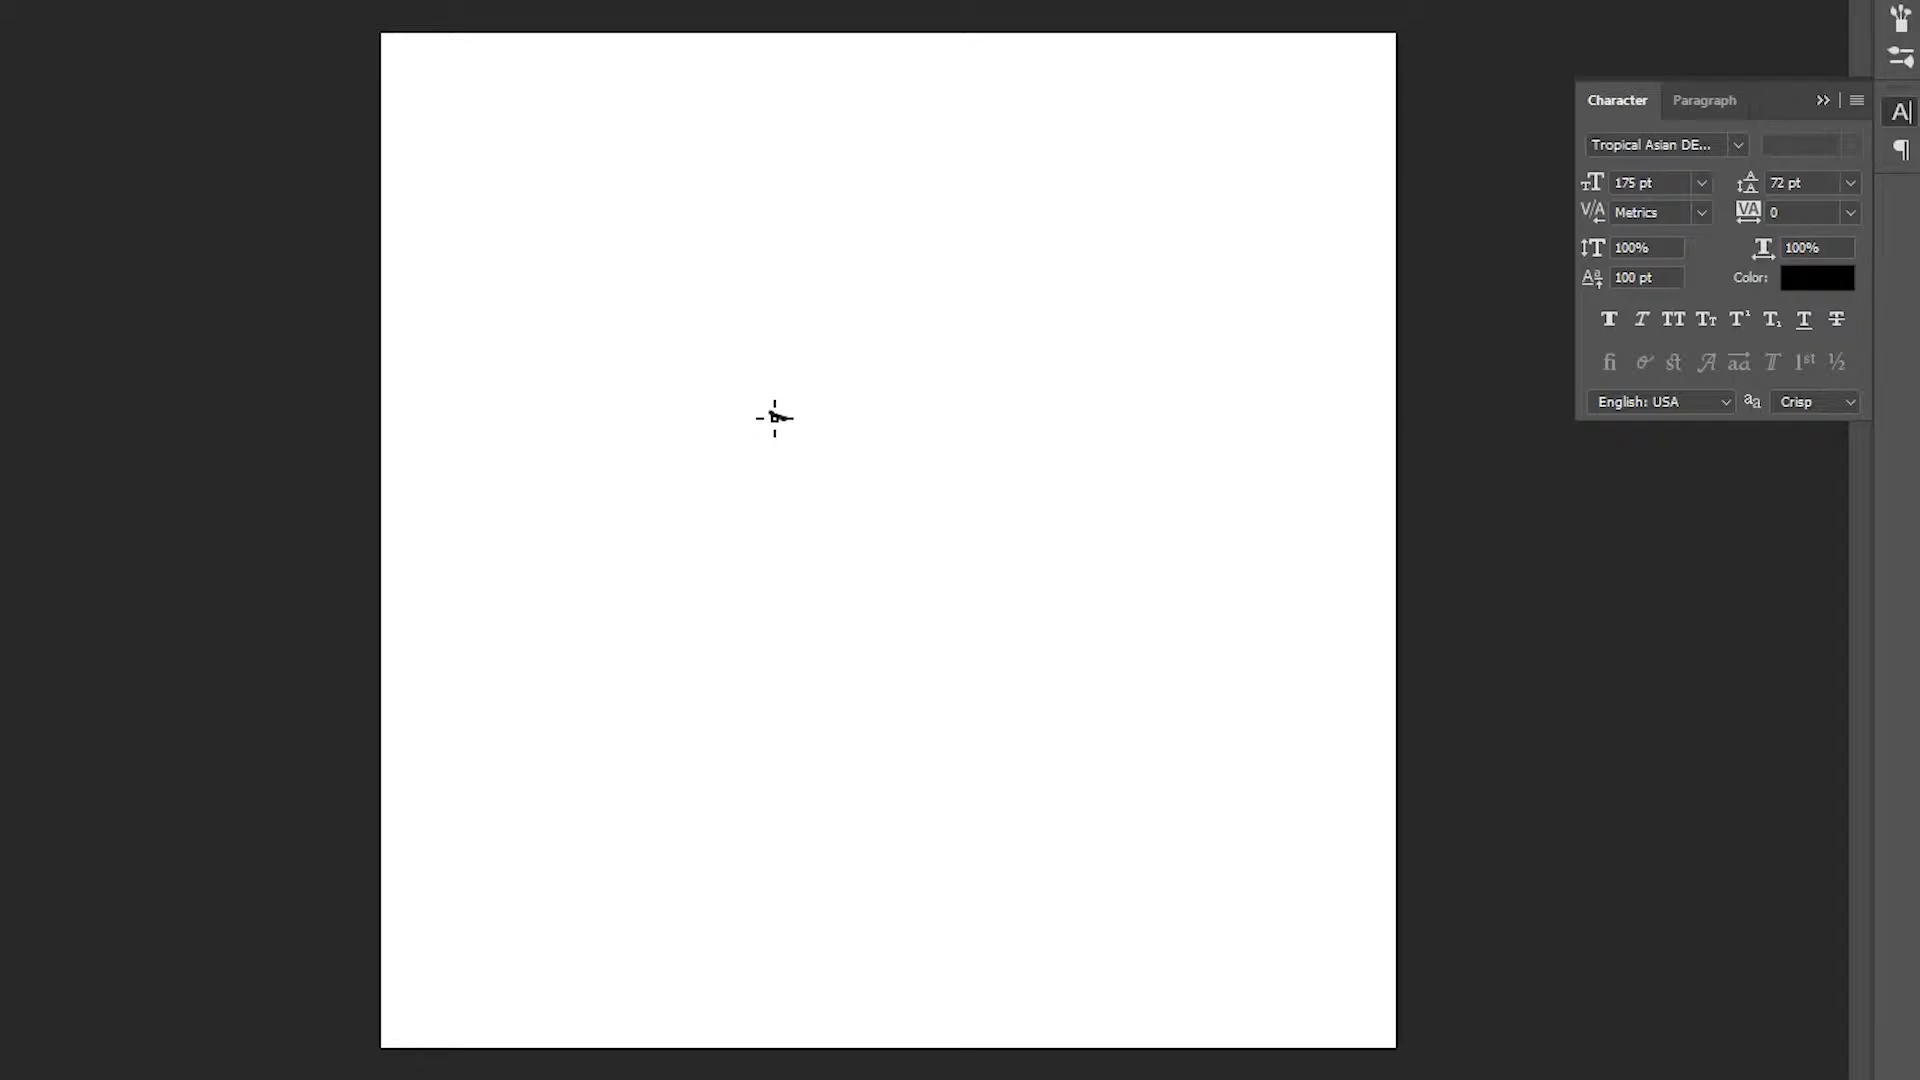 Character Paragraph
Tropical Asian DE...
175 pt 72 pt
Metrics 0
100% 100%
100 pt Color:
English: USA Crisp